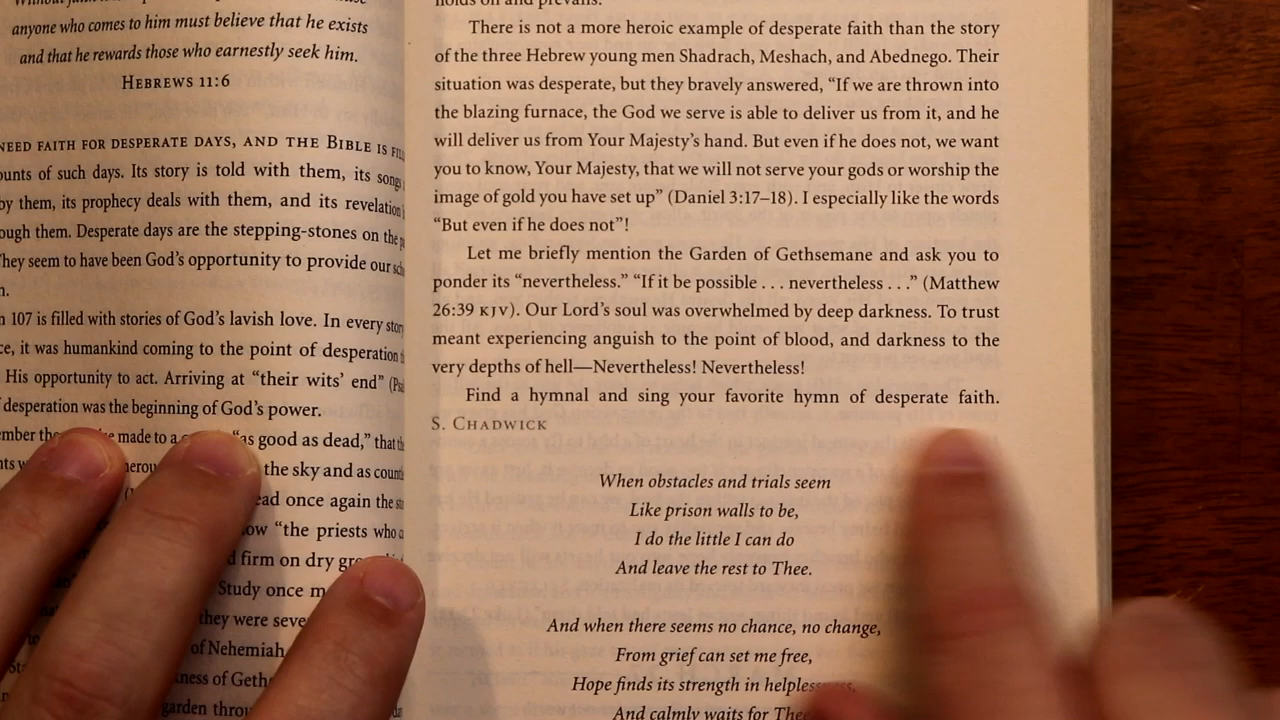 anyone who comes to him must believe that he exists
and that he rewards those who earnestly seek him.
HEBREWS 11:6
NEED FAITH FOR DESPERATE DAYS, AND THE BIBLE IS
of such days. Its story is told with them, its
by them, its prophecy deals with them, and its revelation
them. Desperate days are the stepping-stones on the
They seem to have been God's opportunity to provide our
107 is filled with stories of God's lavish love. In every
it was humankind coming to the point of desperation
His opportunity to act. Arriving at "their wits' end"
desperation was the beginning of God's power.
made to a "as good as dead," that
the sky and as
once again the
"the priests who
firm on dry
Study once
they were
of Nehemiah
of
garden
holds on and prevails.
There is not a more heroic example of desperate faith than the story
of the three Hebrew young men Shadrach, Meshach, and Abednego. Their
situation was desperate, but they bravely answered, "If we are thrown into
the blazing furnace, the God we serve is able to deliver us from it, and he
will deliver us from Your Majesty's hand. But even if he does not, we want
you to know, Your Majesty, that we will not serve your gods or worship the
image of gold you have set up" (Daniel 3:17–18). I especially like the words
"But even if he does not"!
Let me briefly mention the Garden of Gethsemane and ask you to
ponder its "nevertheless." "If it be possible . . . nevertheless . . ." (Matthew
26:39 KJV). Our Lord's soul was overwhelmed by deep darkness. To trust
meant experiencing anguish to the point of blood, and darkness to the
very depths of hell—Nevertheless! Nevertheless!
Find a hymnal and sing your favorite hymn of desperate faith.
S. CHADWICK
When obstacles and trials seem
Like prison walls to be,
I do the little I can do
And leave the rest to Thee.
And when there seems no chance, no change,
From grief can set me free,
Hope finds its strength in helplessness,
And calmly waits for Thee